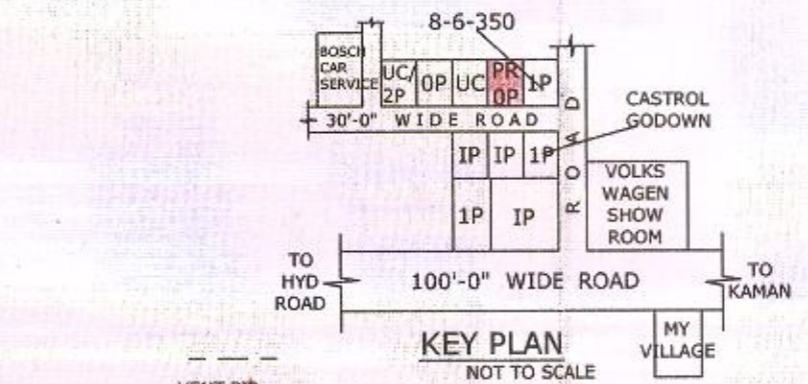 8-6-350
BOSCH
CAR
SERVICE
UC/
2P
0P
UC
PR
0P
1P
30'-0" WIDE ROAD
ROAD
CASTROL
GODOWN
IP
IP
1P
1P
IP
VOLKS
WAGEN
SHOW
ROOM
TO
HYD
ROAD
100'-0" WIDE ROAD
TO
KAMAN
MY
VILLAGE
KEY PLAN
NOT TO SCALE